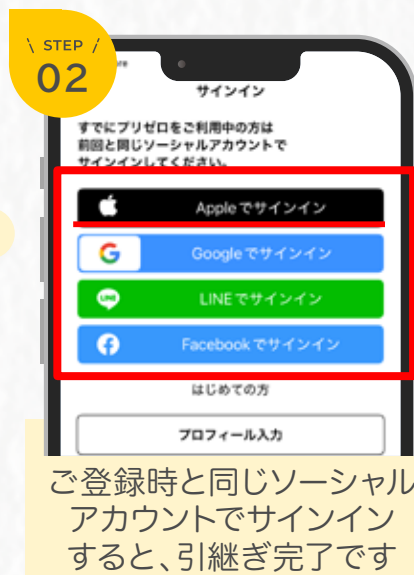 STEP
02
サインイン
すでにプリゼロをご利用中の方は
前回と同じソーシャルアカウントで
サインインしてください。
Appleでサインイン
Googleでサインイン
LINE
LINEでサインイン
Facebookでサインイン
はじめての方
プロフィール入力
ご登録時と同じソーシャル
アカウントでサインイン
すると、引継ぎ完了です